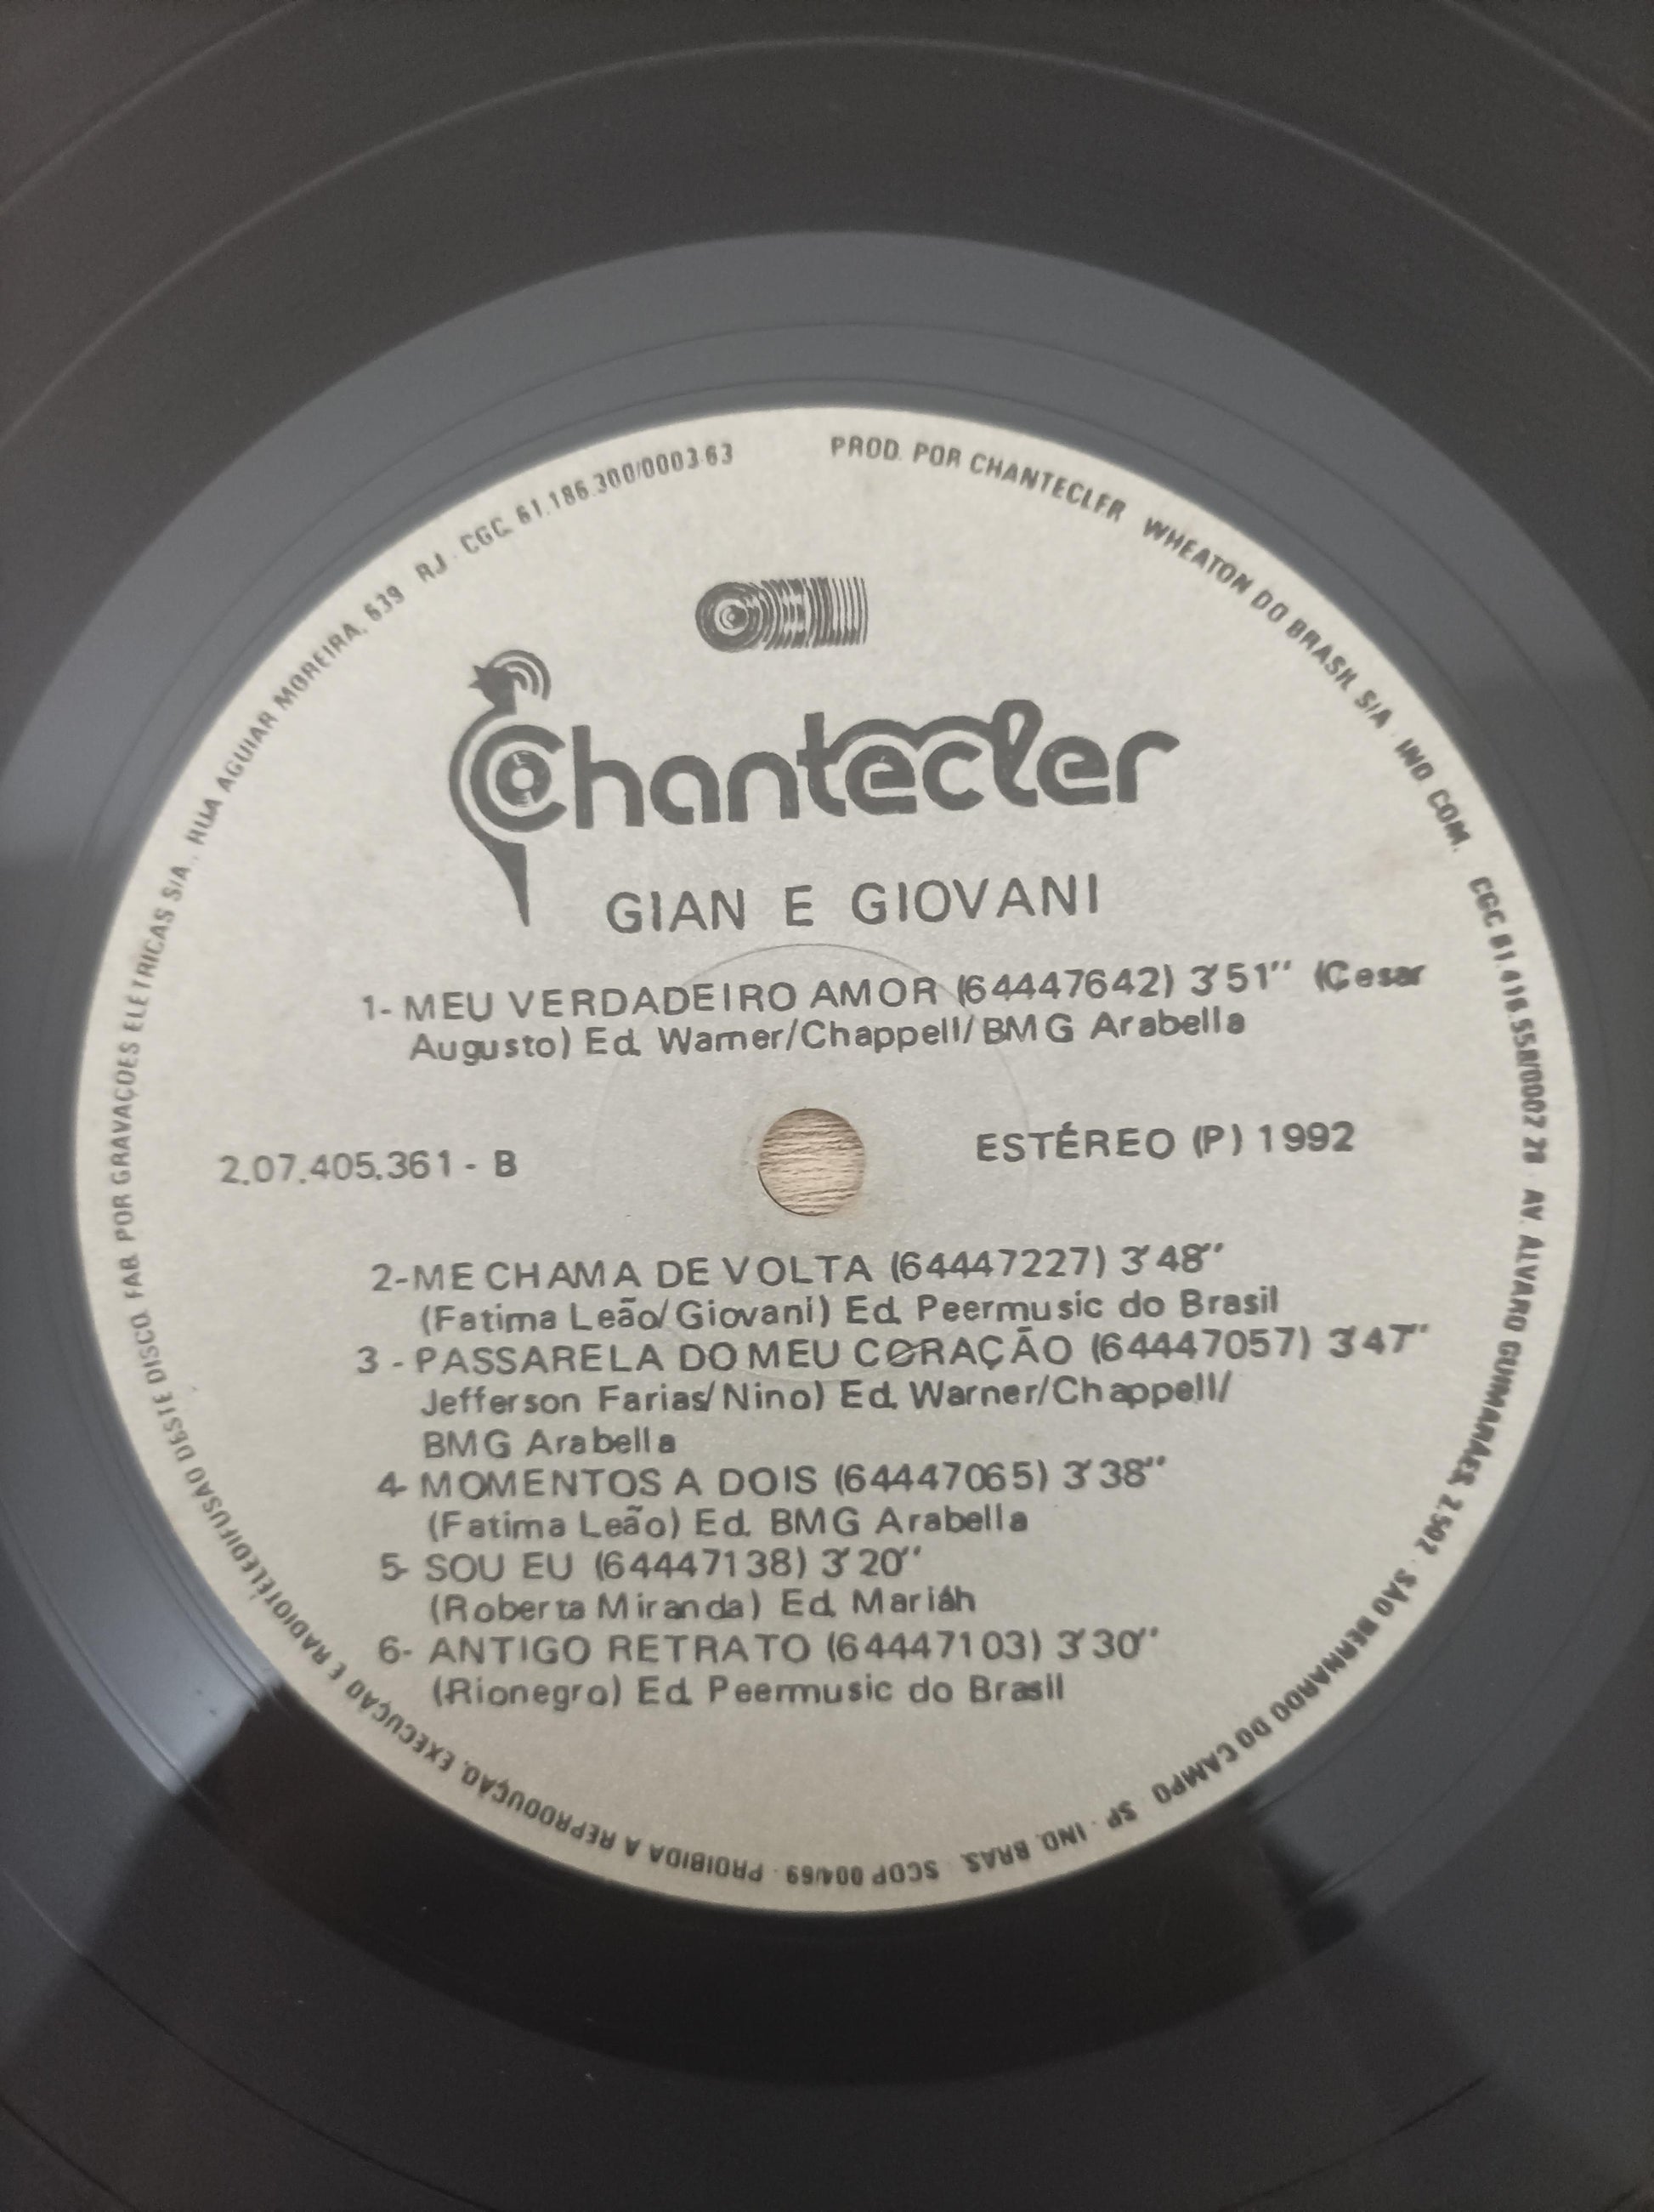 Chantecler
GIAN E GIOVANI
1- MEU VERDADEIRO AMOR (64447642) 3'51'' (Cesar
Augusto) Ed. Warner/Chappell/BMG Arabella
2.07.405.361 - B
ESTÉREO (P) 1992
2-ME CHAMA DE VOLTA (64447227) 3'48''
(Fatima Leão/Giovani) Ed. Peermusic do Brasil
3 - PASSARELA DO MEU CORAÇÃO (64447057) 3'47''
Jefferson Farias/Nino) Ed. Warner/Chappell/
BMG Arabella
4- MOMENTOS A DOIS (64447065) 3'38''
(Fatima Leão) Ed. BMG Arabella
5- SOU EU (64447138) 3'20''
(Roberta Miranda) Ed. Mariáh
6- ANTIGO RETRATO (64447103) 3'30''
(Rionegro) Ed. Peermusic do Brasil
PROD. POR CHANTECLER WHEATON DO BRASIL S/A · IND. COM. CGC 61.416.558/0002 28 AV. ALVARO GUIMARÃES, 2.502 · SÃO BERNARDO DO CAMPO SP · IND. BRAS. SCDP 004/69 · PROIBIDA A REPRODUÇÃO, EXECUÇÃO E RADIOTELEDIFUSÃO DESTE DISCO. FAB. POR GRAVAÇÕES ELETRICAS S/A. RUA AGUIAR MOREIRA, 639 RJ · CGC. 61.186.300/0003-63